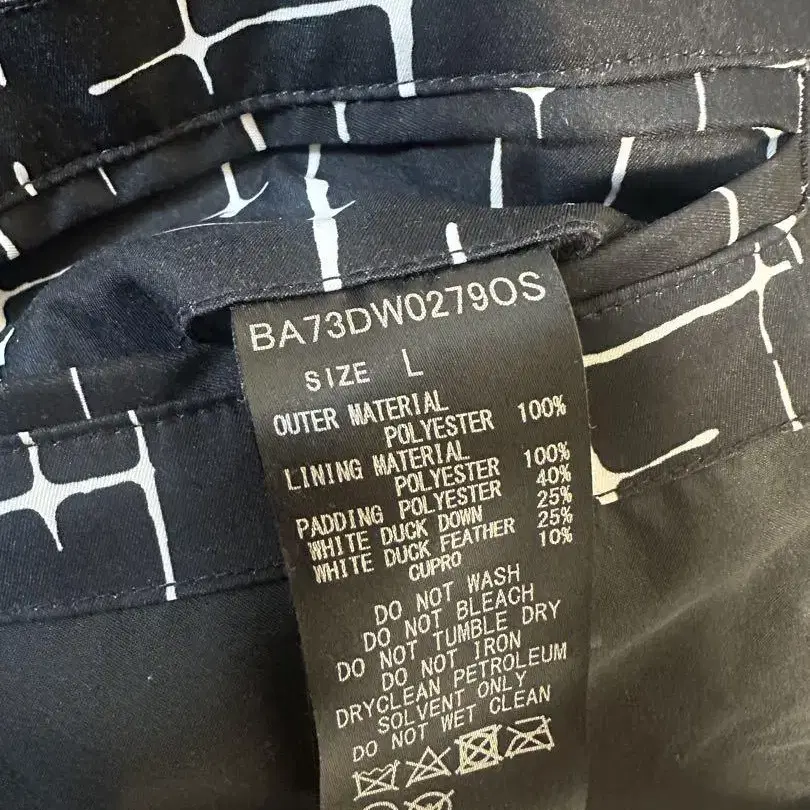 BA73DW0279OS
SIZE L
OUTER MATERIAL
POLYESTER 100%
LINING MATERIAL
POLYESTER 100%
PADDING POLYESTER 40%
WHITE DUCK DOWN 25%
WHITE DUCK FEATHER 25%
CUPRO 10%
DO NOT WASH
DO NOT BLEACH
DO NOT TUMBLE DRY
DO NOT IRON
DRYCLEAN PETROLEUM
SOLVENT ONLY
DO NOT WET CLEAN